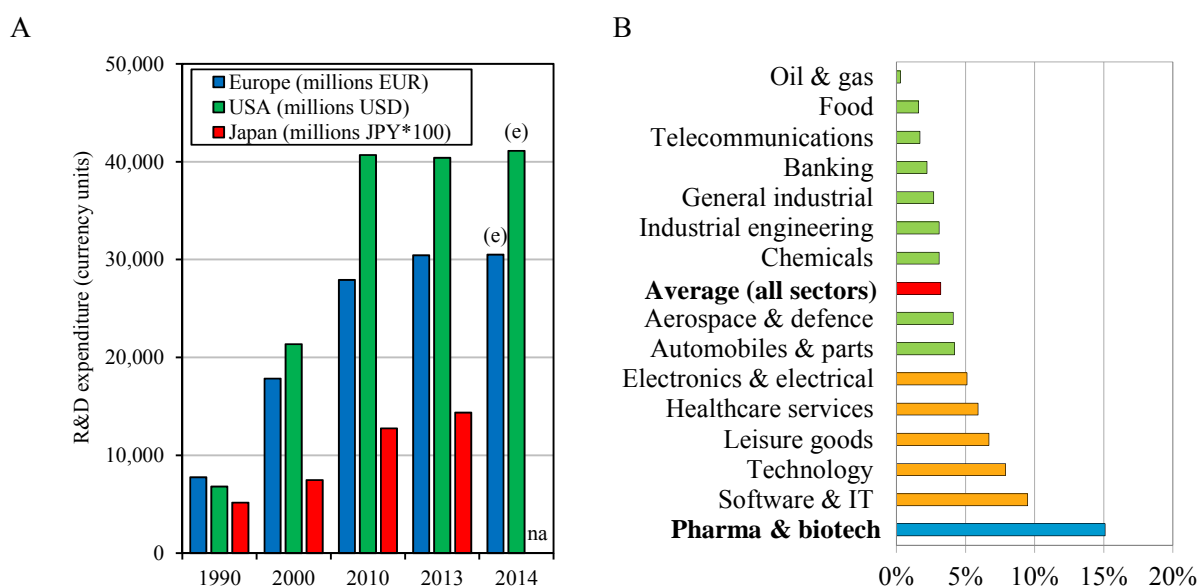 A
R&D expenditure (currency units)
50,000
40,000
30,000
20,000
10,000
0
Europe (millions EUR)
USA (millions USD)
Japan (millions JPY*100)
(e)
(e)
na
1990 2000 2010 2013 2014
B
Oil & gas
Food
Telecommunications
Banking
General industrial
Industrial engineering
Chemicals
Average (all sectors)
Aerospace & defence
Automobiles & parts
Electronics & electrical
Healthcare services
Leisure goods
Technology
Software & IT
Pharma & biotech
0% 5% 10% 15% 20%